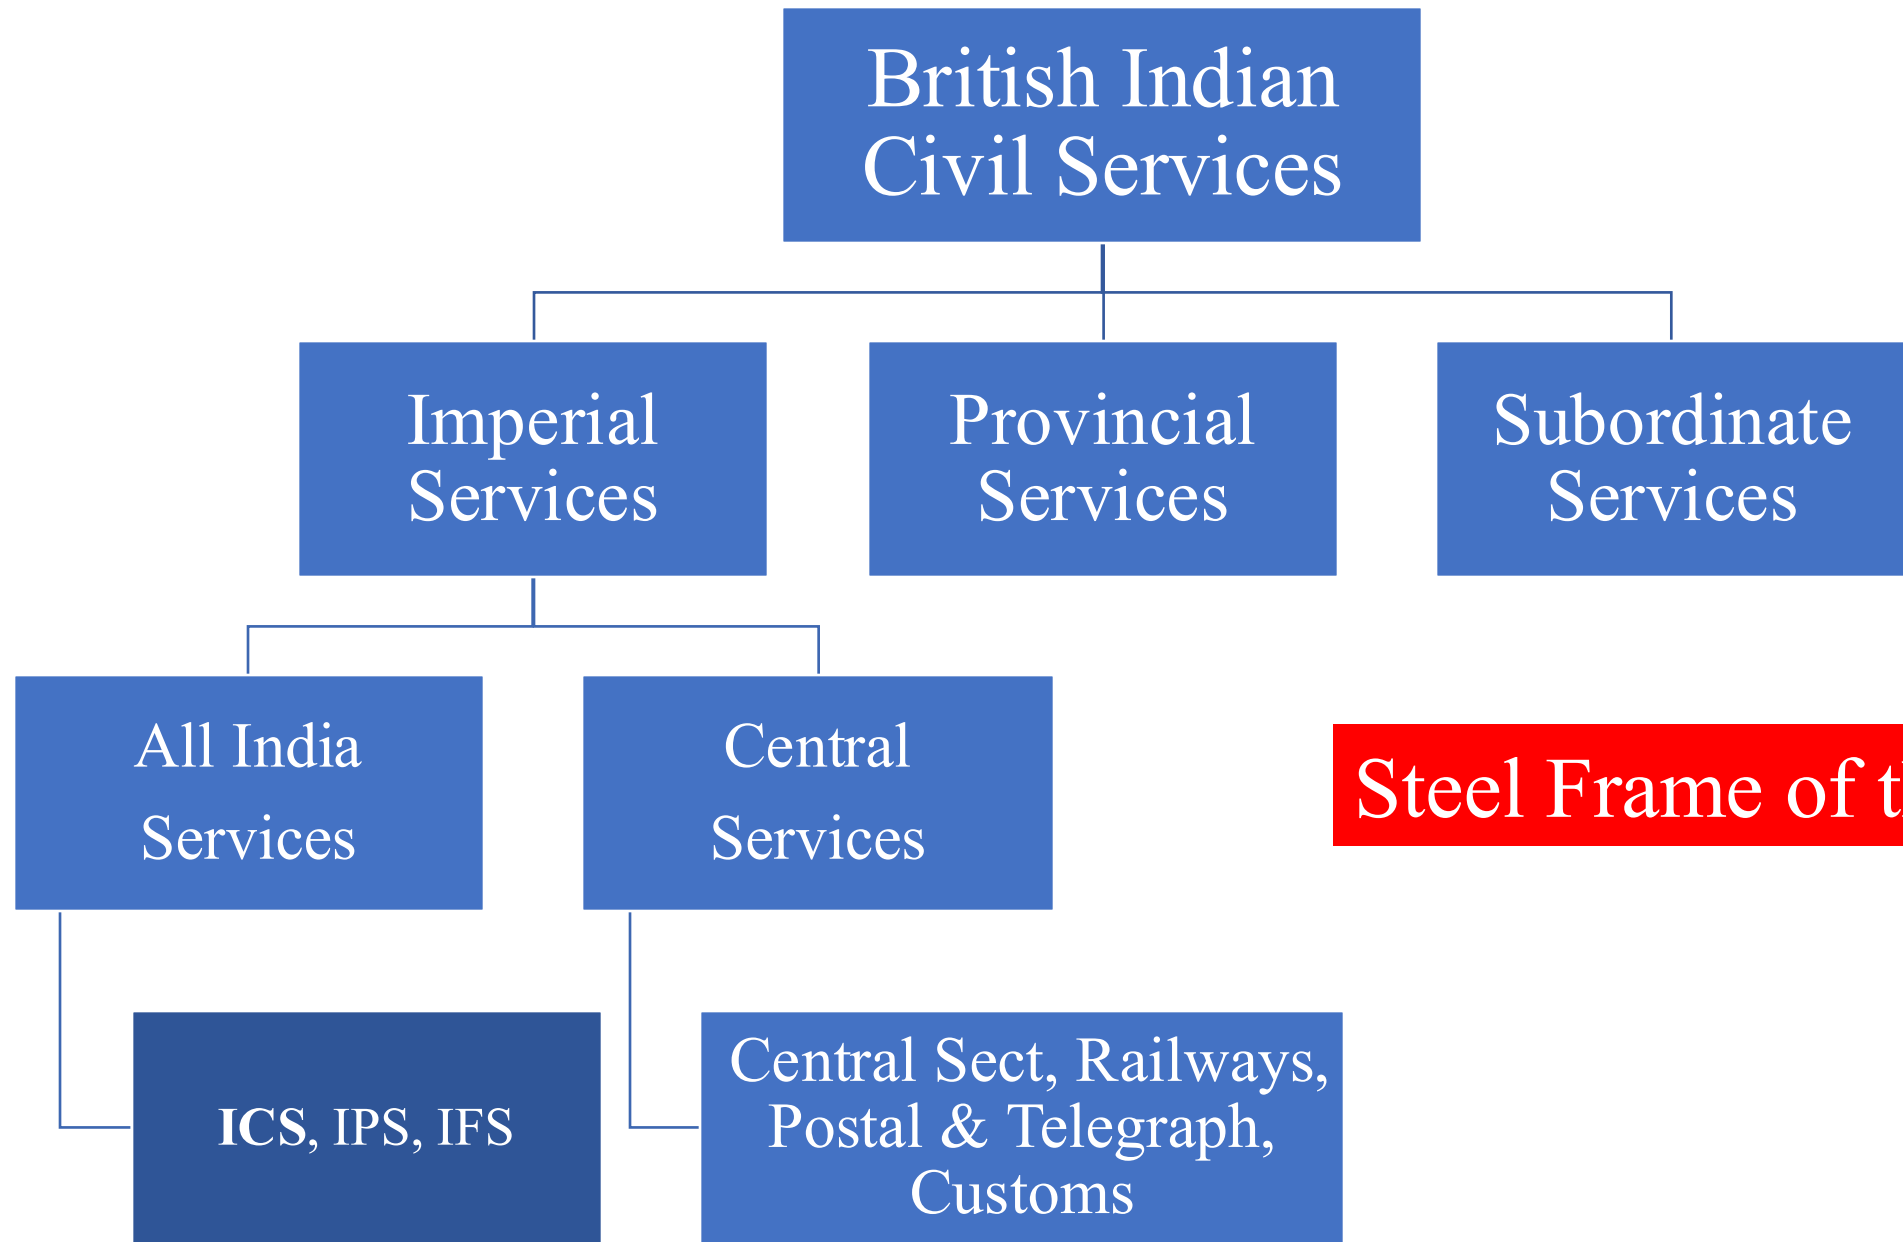 British Indian
Civil Services
Imperial
Services
Provincial
Services
Subordinate
Services
All India
Services
Central
Services
Steel Frame of
ICS, IPS, IFS
Central Sect, Railways,
Postal & Telegraph,
Customs